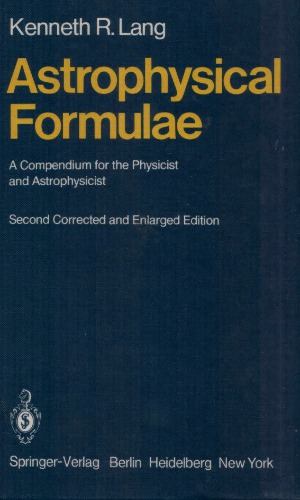 Kenneth R. Lang
Astrophysical
Formulae
A Compendium for the Physicist
and Astrophysicist
Second Corrected and Enlarged Edition
Springer-Verlag Berlin Heidelberg New York